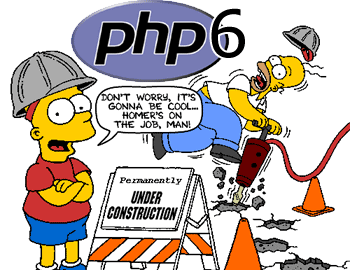 php6
DON'T WORRY, IT'S
GONNA BE COOL...
HOMER'S ON
THE JOB, MAN!
Permanently
UNDER
CONSTRUCTION